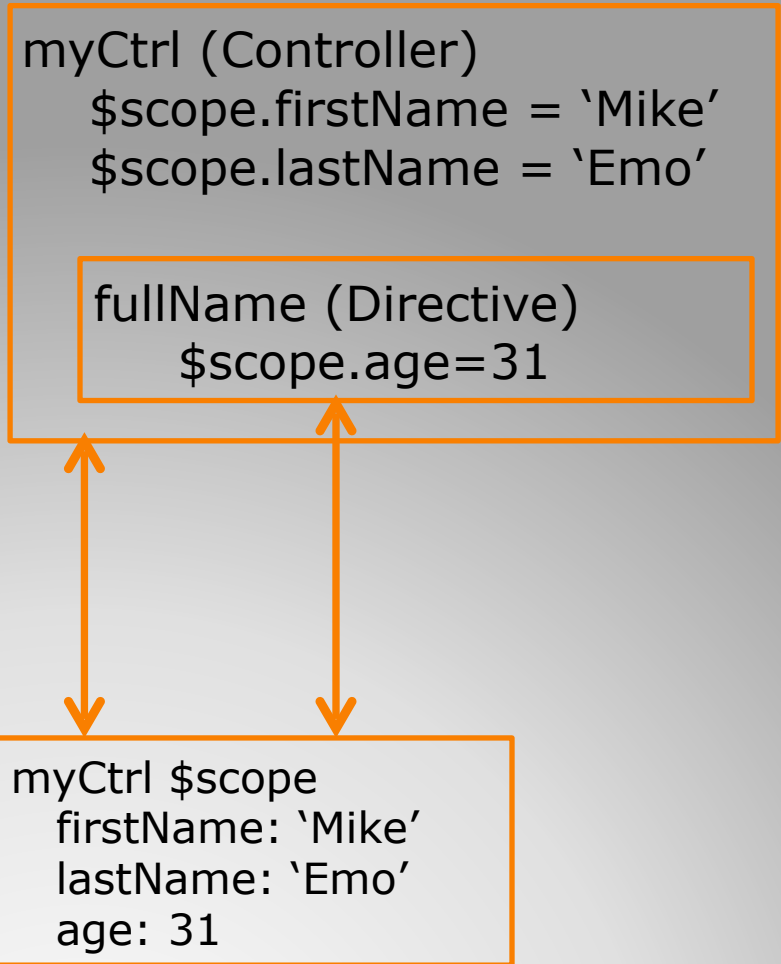 myCtrl (Controller)
$scope.firstName = ‘Mike’
$scope.lastName = ‘Emo’
fullName (Directive)
$scope.age=31
myCtrl $scope
firstName: ‘Mike’
lastName: ‘Emo’
age: 31